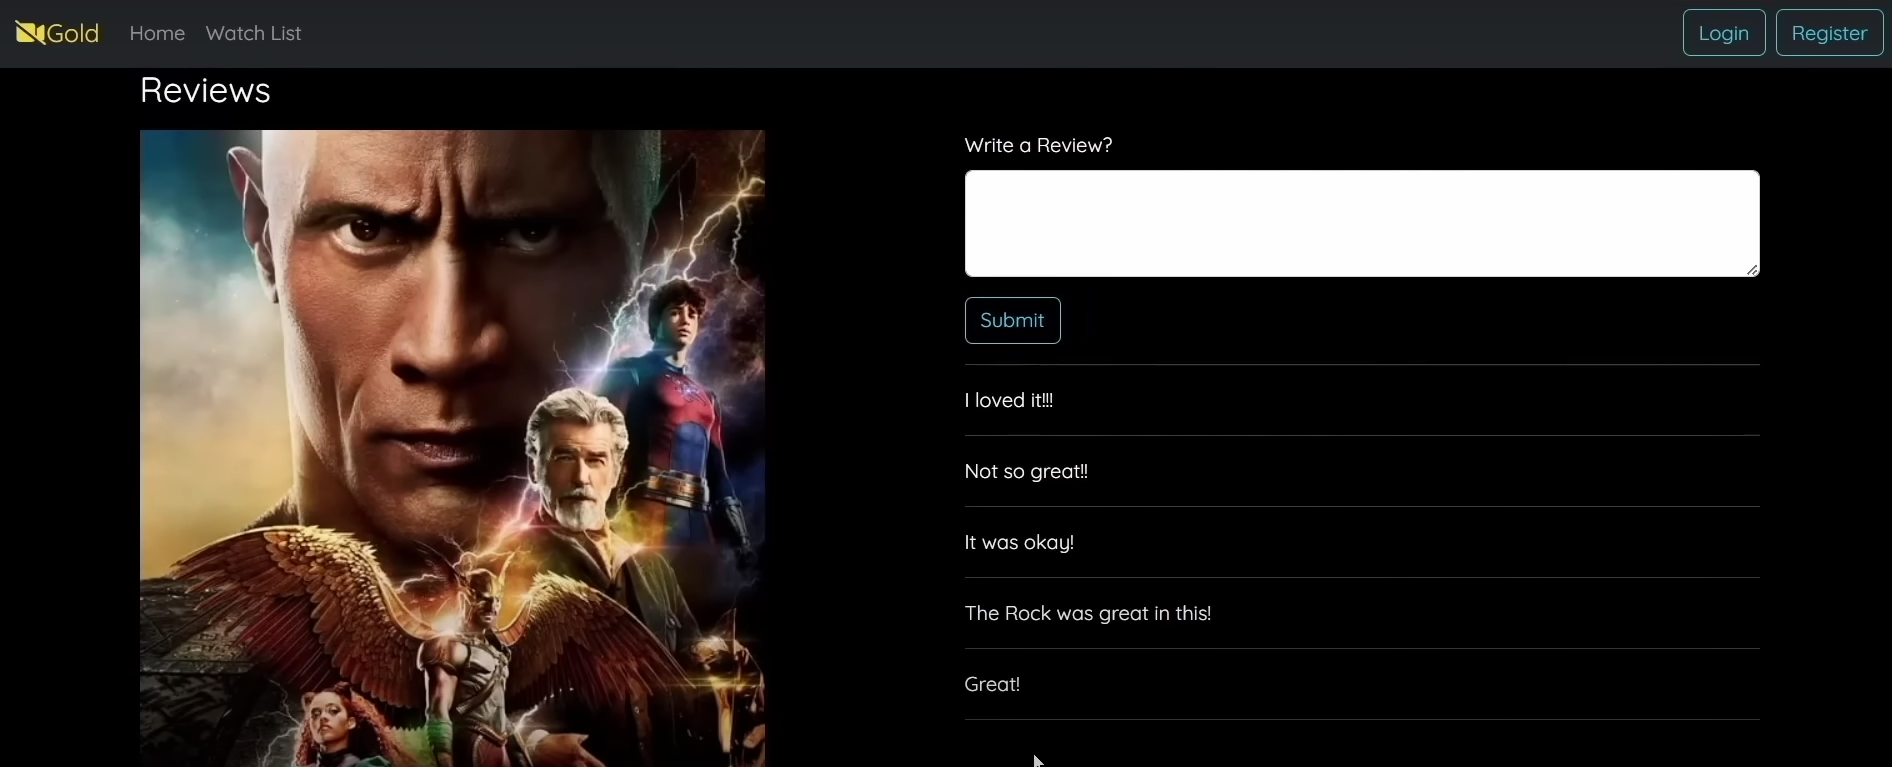 Gold Home Watch List Login Register
Reviews
Write a Review?
Submit
I loved it!!!
Not so great!!
It was okay!
The Rock was great in this!
Great!